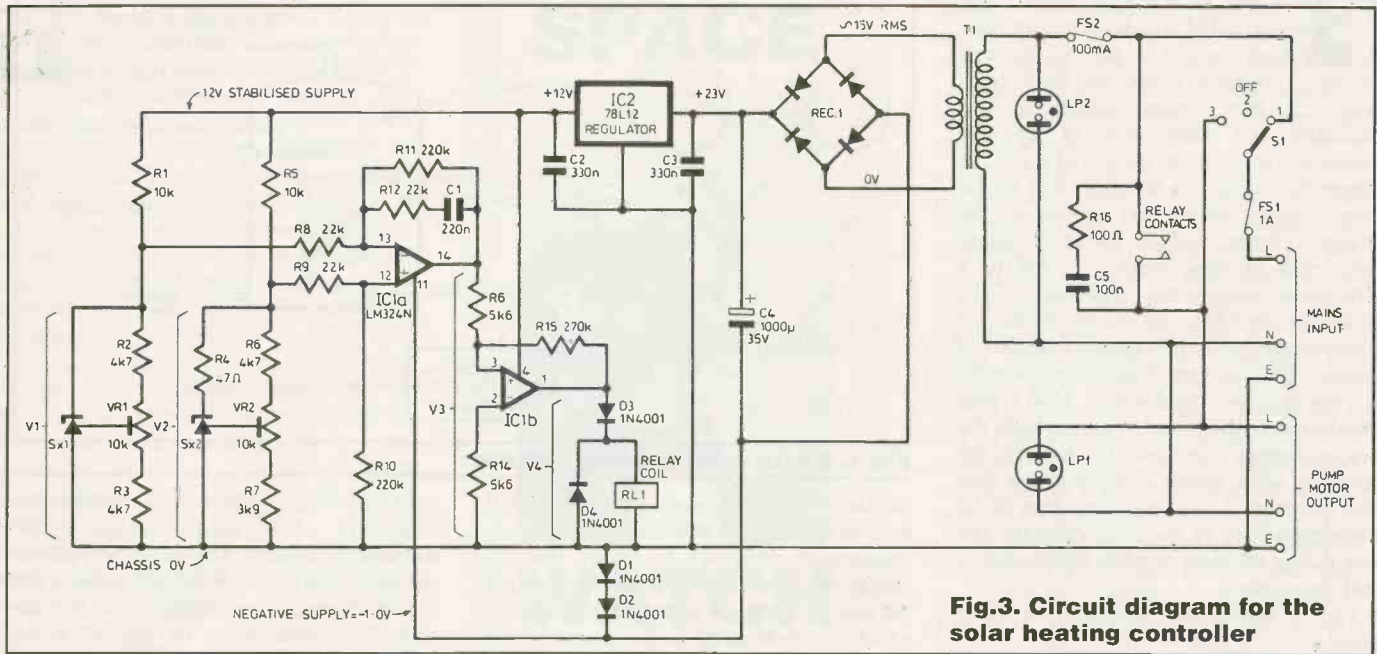 12V STABILISED SUPPLY
R1
10k
R5
10k
R11 220k
R12 22k
C1
220n
R8 22k
R9 22k
13
12
14
11
IC1a
LM324N
+12V
IC2
78L12
REGULATOR
+23V
C2
330n
C3
330n
∿15V RMS
REC.1
0V
T1
LP2
FS2
100mA
OFF
3
2
1
S1
FS1
1A
R16
100Ω
C5
100n
RELAY
CONTACTS
L
N
E
MAINS
INPUT
L
N
E
PUMP
MOTOR
OUTPUT
LP1
C4
1000µ
35V
+
R6
5k6
R15 270k
3
4
2
1
IC1b
V3
R14
5k6
D3
1N4001
V4
D4
1N4001
RELAY
COIL
RL1
R10
220k
V1
Sx1
R2
4k7
VR1
10k
R3
4k7
V2
R4
47Ω
Sx2
R6
4k7
VR2
10k
R7
3k9
CHASSIS 0V
D1
1N4001
D2
1N4001
NEGATIVE SUPPLY=-1·0V
Fig.3. Circuit diagram for the
solar heating controller